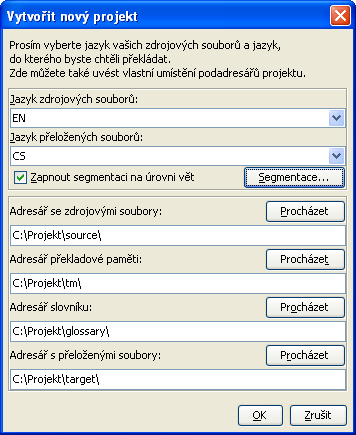 Vytvořit nový projekt
Prosím vyberte jazyk vašich zdrojových souborů a jazyk,
do kterého byste chtěli překládat.
Zde můžete také uvést vlastní umístění podadresářů projektu.
Jazyk zdrojových souborů:
EN
Jazyk přeložených souborů:
CS
Zapnout segmentaci na úrovni vět
Segmentace...
Adresář se zdrojovými soubory:
Procházet
C:\Projekt\source\
Adresář překladové paměti:
Procházet
C:\Projekt\tm\
Adresář slovníku:
Procházet
C:\Projekt\glossary\
Adresář s přeloženými soubory:
Procházet
C:\Projekt\target\
OK
Zrušit